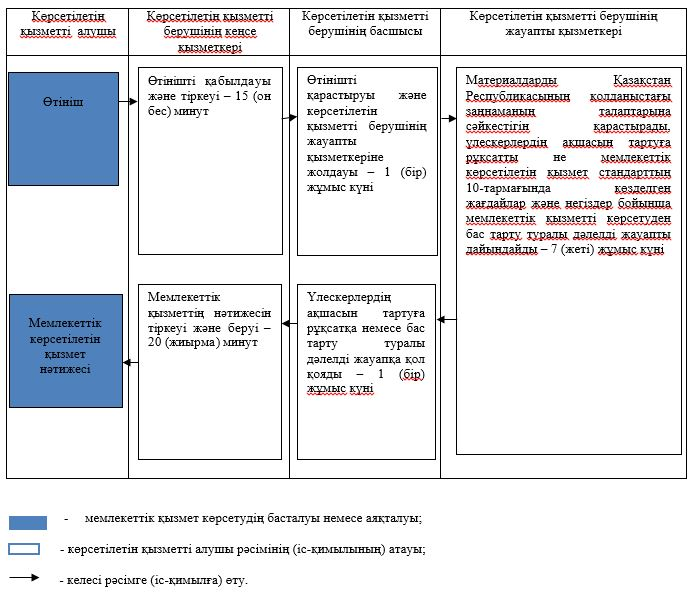 Көрсетілетін
қызметті алушы
Көрсетілетін қызметті
берушінің кеңсе
қызметкері
Көрсетілетін қызметті
берушінің басшысы
Көрсетілетін қызметті берушінің
жауапты қызметкері
Өтініш
Өтінішті қабылдауы
және тіркеуі – 15 (он
бес) минут
Өтінішті
қарастыруы және
көрсетілетін
қызметті берушінің
жауапты
қызметкеріне
жолдауы – 1 (бір)
жұмыс күні
Материалдарды Қазақстан
Республикасының қолданыстағы
заңнаманың талаптарына
сәйкестігін қарастырады,
үлескерлердің ақшасын тартуға
рұқсатты не мемлекеттік
көрсетілетін қызмет стандарттың
10-тармағында көзделген
жағдайлар және негіздер бойынша
мемлекеттік қызметті көрсетуден
бас тарту туралы дәлелді жауапты
дайындайды – 7 (жеті) жұмыс күні
Мемлекеттік
көрсетілетін
қызмет
нәтижесі
Мемлекеттік
қызметтің нәтижесін
тіркеуі және беруі –
20 (жиырма) минут
Үлескерлердің
ақшасын тартуға
рұқсатқа немесе бас
тарту туралы
дәлелді жауапқа қол
қояды – 1 (бір)
жұмыс күні
- мемлекеттік қызмет көрсетудің басталуы немесе аяқталуы;
- көрсетілетін қызметті алушы рәсімінің (іс-қимылының) атауы;
- келесі рәсімге (іс-қимылға) өту.